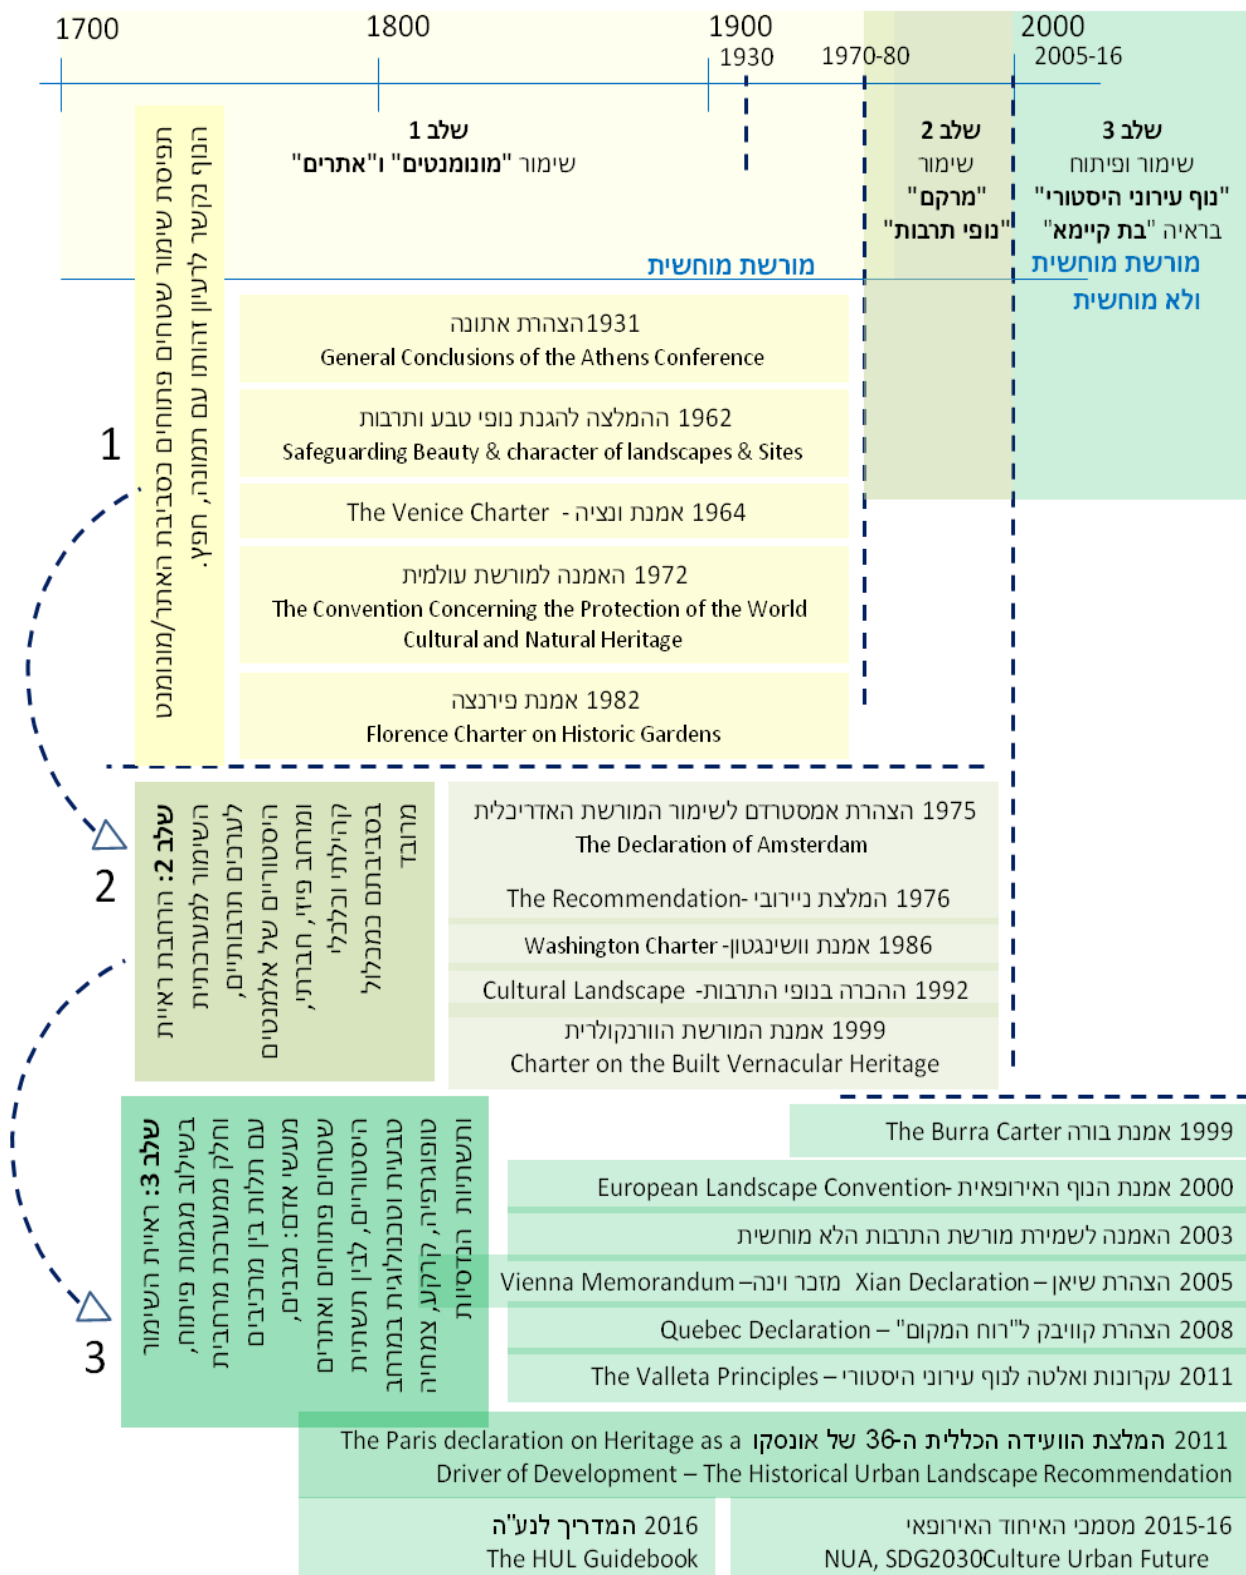 1700
1800
1900
2000
1930
1970-80
2005-16
שלב 1
שימור "מונומנטים" ו"אתרים"
שלב 2
שימור
"מרקם"
"נופי תרבות"
שלב 3
שימור ופיתוח
"נוף עירוני היסטורי"
בראיה "בת קיימא"
מורשת מוחשית
מורשת מוחשית
ולא מוחשית
1
תפיסת שימור שטחים פתוחים בסביבת האתר/מונומנט
הנוף בקשר לרעיון זהותו עם תמונה, חפץ.
1931הצהרת אתונה
General Conclusions of the Athens Conference
1962 ההמלצה להגנת נופי טבע ותרבות
Safeguarding Beauty & character of landscapes & Sites
1964 אמנת ונציה - The Venice Charter
1972 האמנה למורשת עולמית
The Convention Concerning the Protection of the World
Cultural and Natural Heritage
1982 אמנת פירנצה
Florence Charter on Historic Gardens
2
שלב 2: הרחבת ראיית
השימור למערכתית
לערכים תרבותיים,
היסטוריים של אלמנטים
ומרחב פיזי, חברתי,
קהילתי וכלכלי
בסביבתם כמכלול
מרובד
1975 הצהרת אמסטרדם לשימור המורשת האדריכלית
The Declaration of Amsterdam
1976 המלצת ניירובי -The Recommendation
1986 אמנת וושינגטון-Washington Charter
1992 ההכרה בנופי התרבות- Cultural Landscape
1999 אמנת המורשת הוורנקולרית
Charter on the Built Vernacular Heritage
3
שלב 3: ראיית השימור
בשילוב מגמות פיתוח,
וחלק ממערכת מרחבית
עם תלות בין מרכיבים
מעשי אדם: מבנים,
שטחים פתוחים ואתרים
היסטוריים, לבין תשתית
טבעית וטכנולוגית במרחב
טופוגרפיה, קרקע, צמחיה
ותשתיות הנדסיות
1999 אמנת בורה The Burra Carter
2000 אמנת הנוף האירופאית -European Landscape Convention
2003 האמנה לשמירת מורשת התרבות הלא מוחשית
2005 הצהרת שיאן – Xian Declaration מזכר וינה–Vienna Memorandum
2008 הצהרת קוויבק ל"רוח המקום" – Quebec Declaration
2011 עקרונות ואלטה לנוף עירוני היסטורי – The Valleta Principles
2011 המלצת הוועידה הכללית ה-36 של אונסקו The Paris declaration on Heritage as a
Driver of Development – The Historical Urban Landscape Recommendation
2016 המדריך לנע"ה
The HUL Guidebook
2015-16 מסמכי האיחוד האירופאי
NUA, SDG2030Culture Urban Future